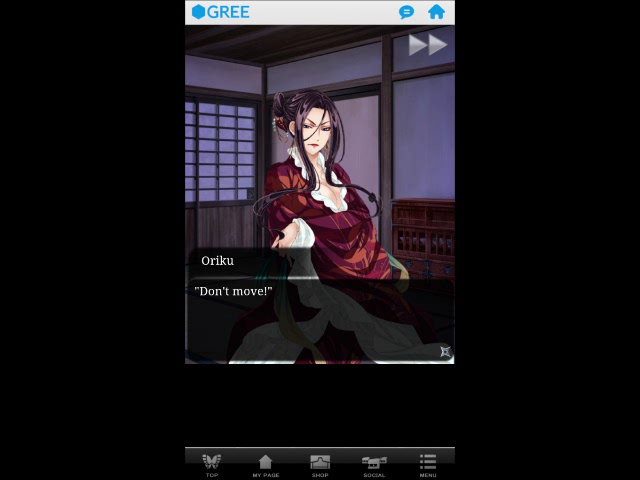 GREE
Oriku
"Don't move!"
TOP
MY PAGE
SHOP
SOCIAL
MENU